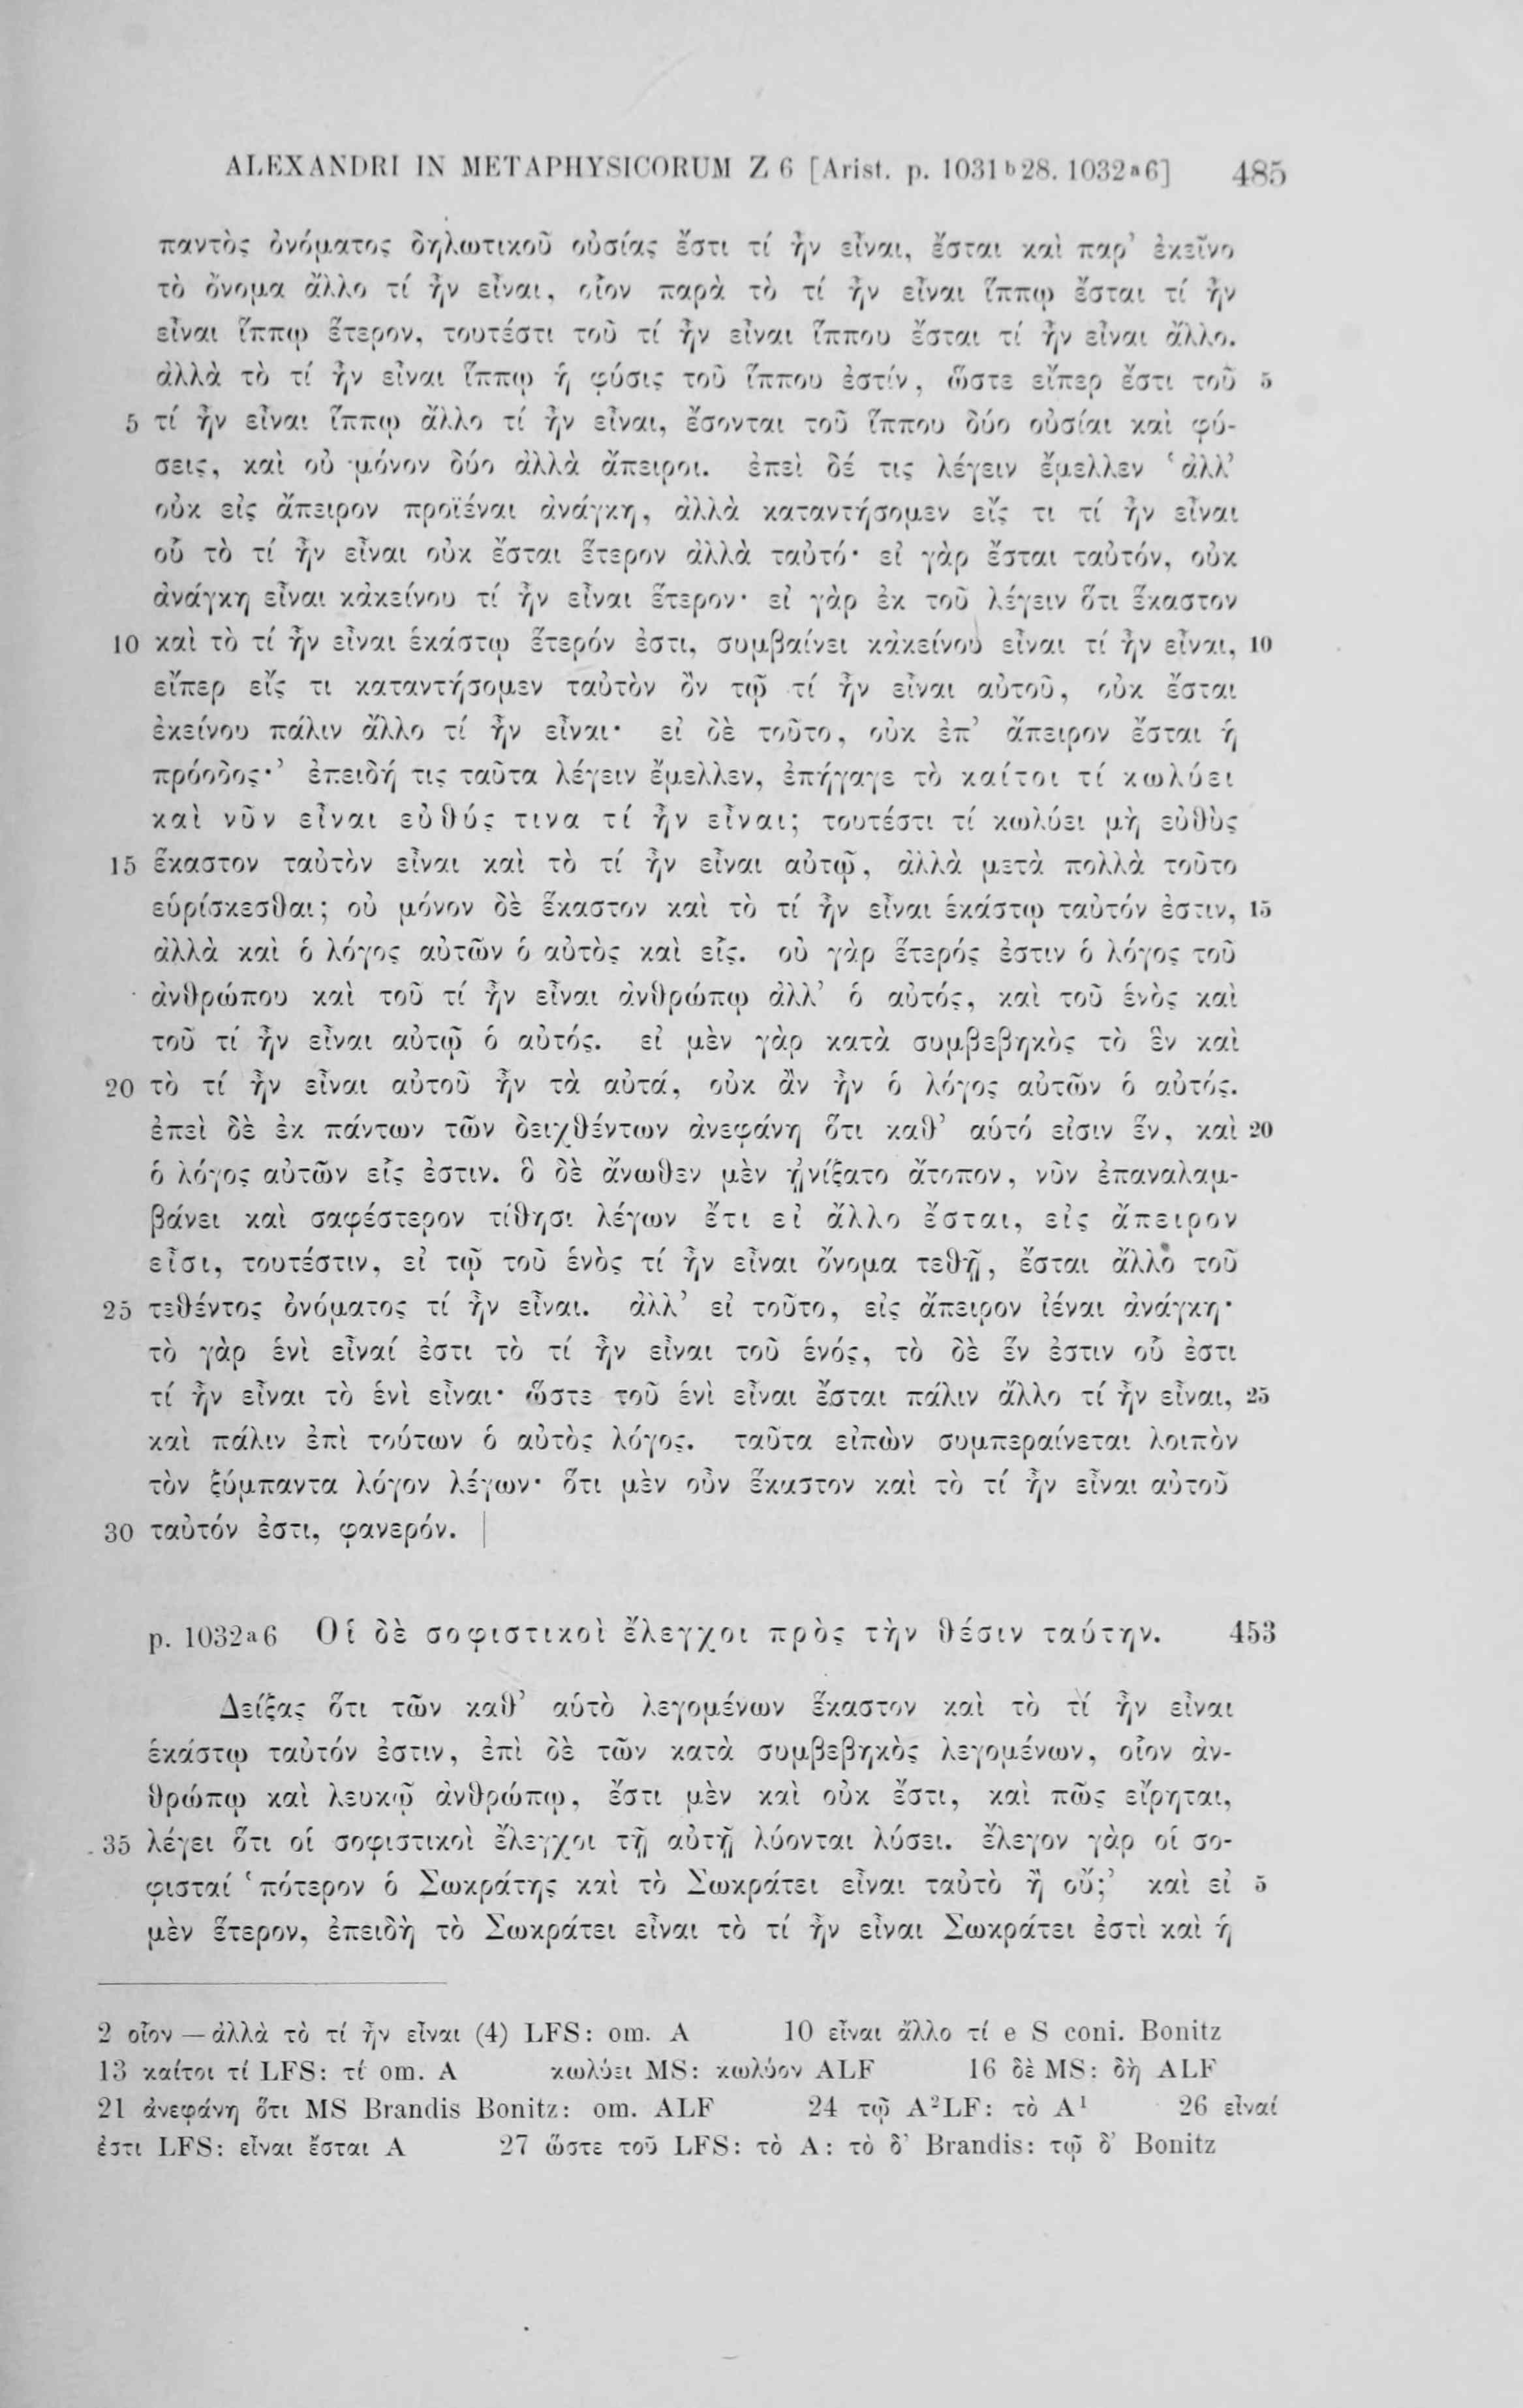 ALEXANDRI IN METAPHYSICORUM Z 6 [Arist. p. 1031b28. 1032a6] 485
παντὸς ὀνόματος δηλωτικοῦ οὐσίας ἔστι τί ἦν εἶναι, ἔσται καὶ παρ’ ἐκεῖνο
τὸ ὄνομα ἄλλο τί ἦν εἶναι, οἷον παρὰ τὸ τί ἦν εἶναι ἵππῳ ἔσται τί ἦν
εἶναι ἵππῳ ἕτερον, τουτέστι τοῦ τί ἦν εἶναι ἵππου ἔσται τί ἦν εἶναι ἄλλο.
ἀλλὰ τὸ τί ἦν εἶναι ἵππῳ ἡ φύσις τοῦ ἵππου ἐστίν, ὥστε εἴπερ ἔστι τοῦ 5
5 τί ἦν εἶναι ἵππῳ ἄλλο τί ἦν εἶναι, ἔσονται τοῦ ἵππου δύο οὐσίαι καὶ φύ-
σεις, καὶ οὐ μόνον δύο ἀλλὰ ἄπειροι. ἐπεὶ δέ τις λέγειν ἔμελλεν ‘ἀλλ’
οὐκ εἰς ἄπειρον προϊέναι ἀνάγκη, ἀλλὰ καταντήσομεν εἴς τι τί ἦν εἶναι
οὗ τὸ τί ἦν εἶναι οὐκ ἔσται ἕτερον ἀλλὰ ταὐτό· εἰ γὰρ ἔσται ταὐτόν, οὐκ
ἀνάγκη εἶναι κἀκείνου τί ἦν εἶναι ἕτερον· εἰ γὰρ ἐκ τοῦ λέγειν ὅτι ἕκαστον
10 καὶ τὸ τί ἦν εἶναι ἑκάστῳ ἕτερόν ἐστι, συμβαίνει κἀκείνου εἶναι τί ἦν εἶναι, 10
εἴπερ εἴς τι καταντήσομεν ταὐτὸν ὂν τῷ τί ἦν εἶναι αὐτοῦ, οὐκ ἔσται
ἐκείνου πάλιν ἄλλο τί ἦν εἶναι· εἰ δὲ τοῦτο, οὐκ ἐπ’ ἄπειρον ἔσται ἡ
πρόοδος·’ ἐπειδή τις ταῦτα λέγειν ἔμελλεν, ἐπήγαγε τὸ καίτοι τί κωλύει
καὶ νῦν εἶναι εὐθύς τινα τί ἦν εἶναι; τουτέστι τί κωλύει μὴ εὐθὺς
15 ἕκαστον ταὐτὸν εἶναι καὶ τὸ τί ἦν εἶναι αὐτῷ, ἀλλὰ μετὰ πολλὰ τοῦτο
εὑρίσκεσθαι; οὐ μόνον δὲ ἕκαστον καὶ τὸ τί ἦν εἶναι ἑκάστῳ ταὐτόν ἐστιν, 15
ἀλλὰ καὶ ὁ λόγος αὐτῶν ὁ αὐτὸς καὶ εἷς. οὐ γὰρ ἕτερός ἐστιν ὁ λόγος τοῦ
ἀνθρώπου καὶ τοῦ τί ἦν εἶναι ἀνθρώπῳ ἀλλ’ ὁ αὐτός, καὶ τοῦ ἑνὸς καὶ
τοῦ τί ἦν εἶναι αὐτῷ ὁ αὐτός. εἰ μὲν γὰρ κατὰ συμβεβηκὸς τὸ ἓν καὶ
20 τὸ τί ἦν εἶναι αὐτοῦ ἦν τὰ αὐτά, οὐκ ἂν ἦν ὁ λόγος αὐτῶν ὁ αὐτός.
ἐπεὶ δὲ ἐκ πάντων τῶν δειχθέντων ἀνεφάνη ὅτι καθ’ αὑτό εἰσιν ἕν, καὶ 20
ὁ λόγος αὐτῶν εἷς ἐστιν. ὃ δὲ ἄνωθεν μὲν ᾐνίξατο ἄτοπον, νῦν ἐπαναλαμ-
βάνει καὶ σαφέστερον τίθησι λέγων ἔτι εἰ ἄλλο ἔσται, εἰς ἄπειρον
εἶσι, τουτέστιν, εἰ τῷ τοῦ ἑνὸς τί ἦν εἶναι ὄνομα τεθῇ, ἔσται ἄλλο τοῦ
25 τεθέντος ὀνόματος τί ἦν εἶναι. ἀλλ’ εἰ τοῦτο, εἰς ἄπειρον ἰέναι ἀνάγκη·
τὸ γὰρ ἑνὶ εἶναί ἐστι τὸ τί ἦν εἶναι τοῦ ἑνός, τὸ δὲ ἕν ἐστιν οὗ ἐστι
τί ἦν εἶναι τὸ ἑνὶ εἶναι· ὥστε τοῦ ἑνὶ εἶναι ἔσται πάλιν ἄλλο τί ἦν εἶναι, 25
καὶ πάλιν ἐπὶ τούτων ὁ αὐτὸς λόγος. ταῦτα εἰπὼν συμπεραίνεται λοιπὸν
τὸν ξύμπαντα λόγον λέγων· ὅτι μὲν οὖν ἕκαστον καὶ τὸ τί ἦν εἶναι αὐτοῦ
30 ταὐτόν ἐστι, φανερόν. |
p. 1032a6 Οἱ δὲ σοφιστικοὶ ἔλεγχοι πρὸς τὴν θέσιν ταύτην. 453
Δείξας ὅτι τῶν καθ’ αὑτὸ λεγομένων ἕκαστον καὶ τὸ τί ἦν εἶναι
ἑκάστῳ ταὐτόν ἐστιν, ἐπὶ δὲ τῶν κατὰ συμβεβηκὸς λεγομένων, οἷον ἀν-
θρώπῳ καὶ λευκῷ ἀνθρώπῳ, ἔστι μὲν καὶ οὐκ ἔστι, καὶ πῶς εἴρηται,
35 λέγει ὅτι οἱ σοφιστικοὶ ἔλεγχοι τῇ αὐτῇ λύονται λύσει. ἔλεγον γὰρ οἱ σο-
φισταί ‘πότερον ὁ Σωκράτης καὶ τὸ Σωκράτει εἶναι ταὐτὸ ἢ οὔ;’ καὶ εἰ 5
μὲν ἕτερον, ἐπειδὴ τὸ Σωκράτει εἶναι τὸ τί ἦν εἶναι Σωκράτει ἐστὶ καὶ ἡ
2 οἷον — ἀλλὰ τὸ τί ἦν εἶναι (4) LFS: om. A 10 εἶναι ἄλλο τί e S coni. Bonitz
13 καίτοι τί LFS: τί om. A κωλύει MS: κωλύον ALF 16 δὲ MS: δὴ ALF
21 ἀνεφάνη ὅτι MS Brandis Bonitz: om. ALF 24 τῷ A²LF: τὸ A¹ 26 εἶναί
ἐστι LFS: εἶναι ἔσται A 27 ὥστε τοῦ LFS: τὸ A: τὸ δ’ Brandis: τῷ δ’ Bonitz